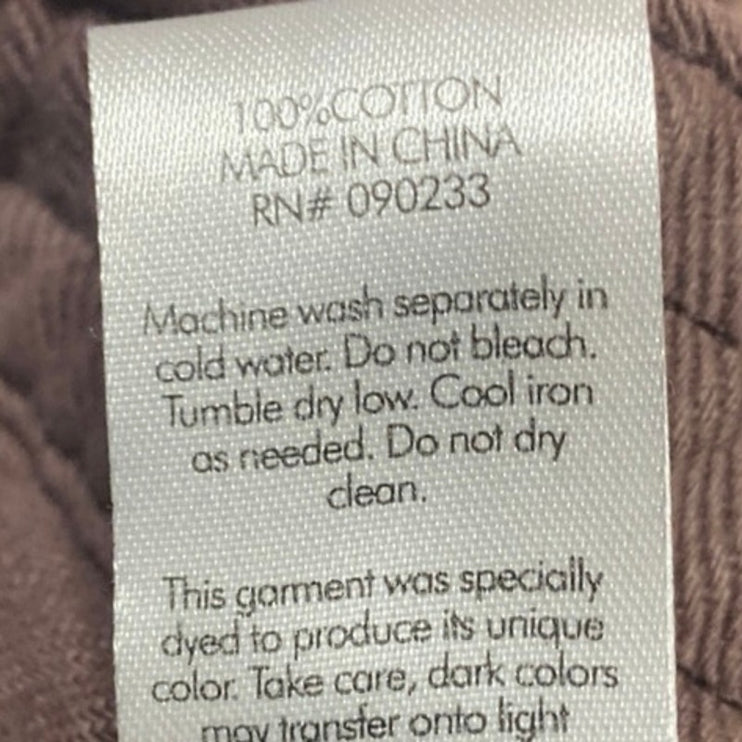 100%COTTON
MADE IN CHINA
RN# 090233
Machine wash separately in
cold water. Do not bleach.
Tumble dry low. Cool iron
as needed. Do not dry
clean.
This garment was specially
dyed to produce its unique
color. Take care, dark colors
may transfer onto light